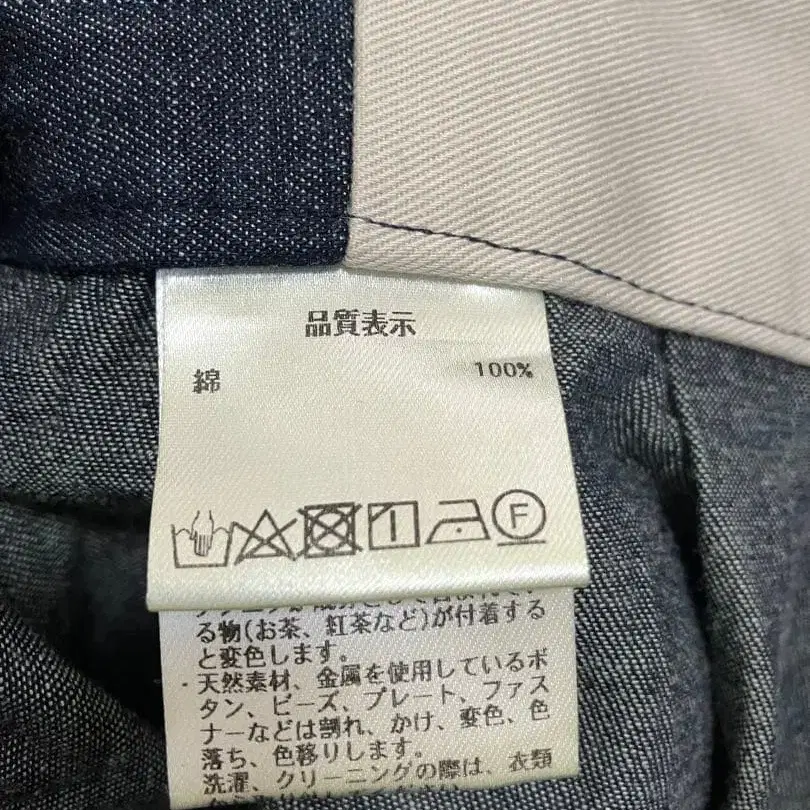 品質表示
綿 100%
F
る物(お茶、紅茶など)が付着する
と変色します。
・天然素材、金属を使用しているボ
タン、ビーズ、プレート、ファス
ナーなどは割れ、かけ、変色、色
落ち、色移りします。
洗濯、クリーニングの際は、衣類